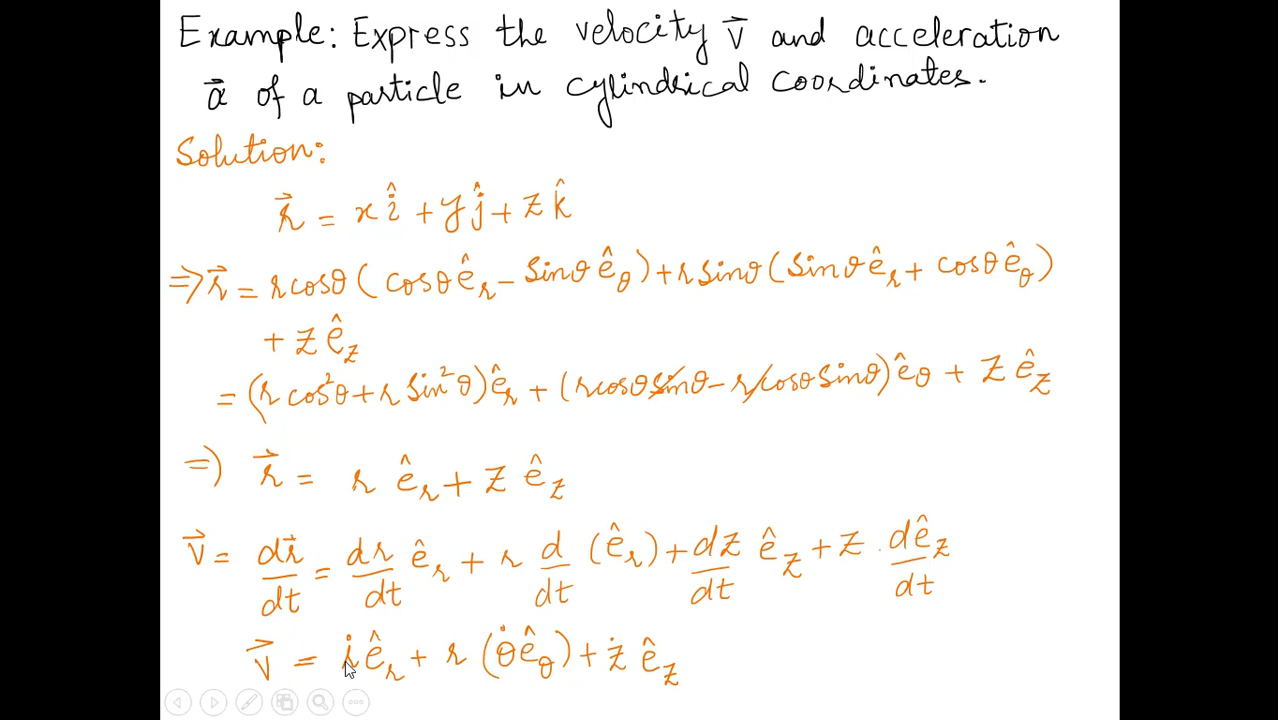 Example: Express the velocity v⃗ and acceleration
a⃗ of a particle in cylindrical coordinates.
Solution:
r⃗ = x î + y ĵ + z k̂
⇒ r⃗ = r cosθ ( cosθ ê_r − sinθ ê_θ ) + r sinθ ( sinθ ê_r + cosθ ê_θ )
+ z ê_z
= (r cos²θ + r sin²θ) ê_r + (r cosθ sinθ − r cosθ sinθ) ê_θ + z ê_z
⇒ r⃗ = r ê_r + z ê_z
v⃗ = dr⃗/dt = dr/dt ê_r + r d/dt (ê_r) + dz/dt ê_z + z . dê_z/dt
v⃗ = ṙ ê_r + r (θ̇ ê_θ) + ż ê_z